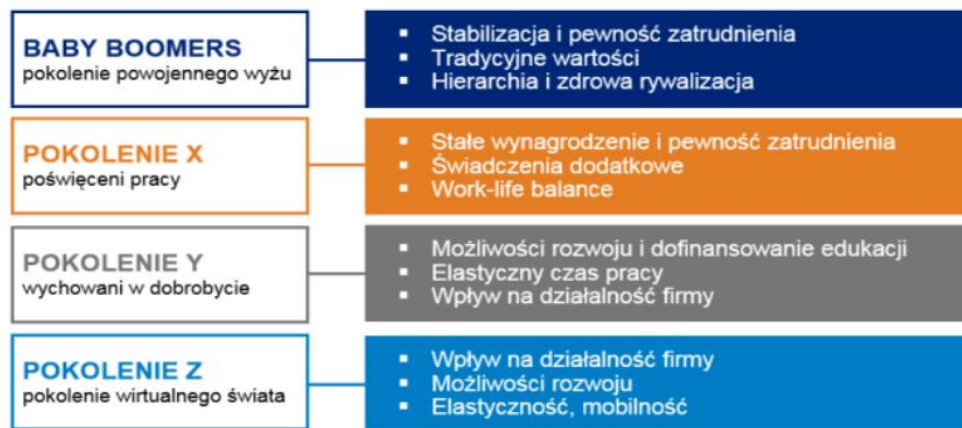 BABY BOOMERS
pokolenie powojennego wyżu
▪ Stabilizacja i pewność zatrudnienia
▪ Tradycyjne wartości
▪ Hierarchia i zdrowa rywalizacja
POKOLENIE X
poświęceni pracy
▪ Stałe wynagrodzenie i pewność zatrudnienia
▪ Świadczenia dodatkowe
▪ Work-life balance
POKOLENIE Y
wychowani w dobrobycie
▪ Możliwości rozwoju i dofinansowanie edukacji
▪ Elastyczny czas pracy
▪ Wpływ na działalność firmy
POKOLENIE Z
pokolenie wirtualnego świata
▪ Wpływ na działalność firmy
▪ Możliwości rozwoju
▪ Elastyczność, mobilność